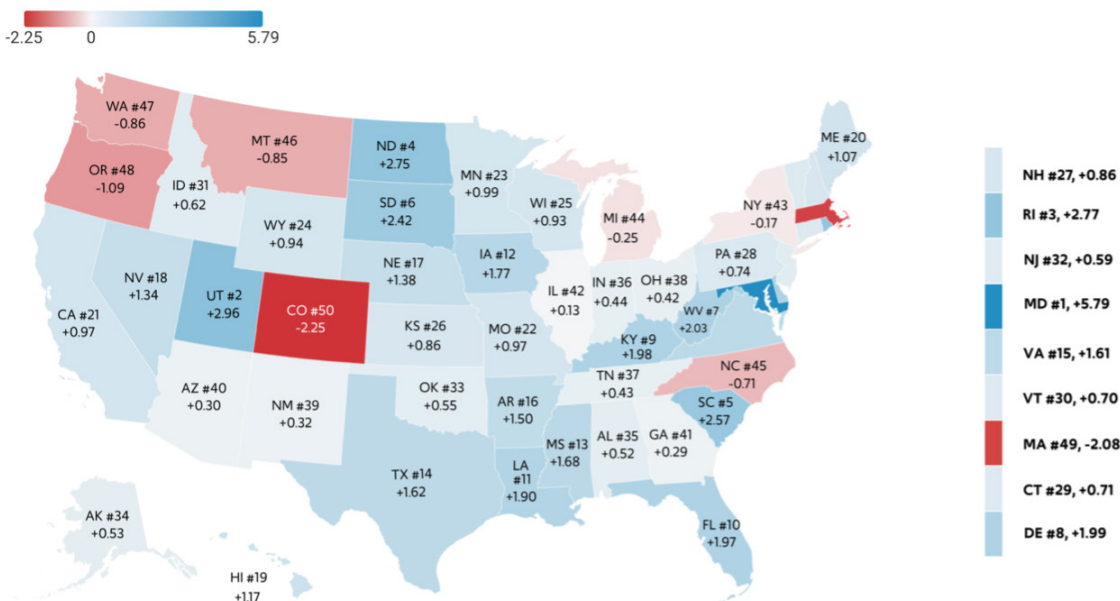 -2.25 0 5.79
WA #47
-0.86
MT #46
-0.85
ND #4
+2.75
ME #20
+1.07
OR #48
-1.09
ID #31
+0.62
MN #23
+0.99
SD #6
+2.42
WI #25
+0.93
NY #43
-0.17
MI #44
-0.25
WY #24
+0.94
NE #17
+1.38
IA #12
+1.77
PA #28
+0.74
NV #18
+1.34
UT #2
+2.96
CO #50
-2.25
IL #42
+0.13
IN #36
+0.44
OH #38
+0.42
WV #7
+2.03
CA #21
+0.97
KS #26
+0.86
MO #22
+0.97
KY #9
+1.98
NC #45
-0.71
TN #37
+0.43
AZ #40
+0.30
NM #39
+0.32
OK #33
+0.55
AR #16
+1.50
SC #5
+2.57
MS #13
+1.68
AL #35
+0.52
GA #41
+0.29
TX #14
+1.62
LA
#11
+1.90
FL #10
+1.97
AK #34
+0.53
HI #19
+1.17
NH #27, +0.86
RI #3, +2.77
NJ #32, +0.59
MD #1, +5.79
VA #15, +1.61
VT #30, +0.70
MA #49, -2.08
CT #29, +0.71
DE #8, +1.99